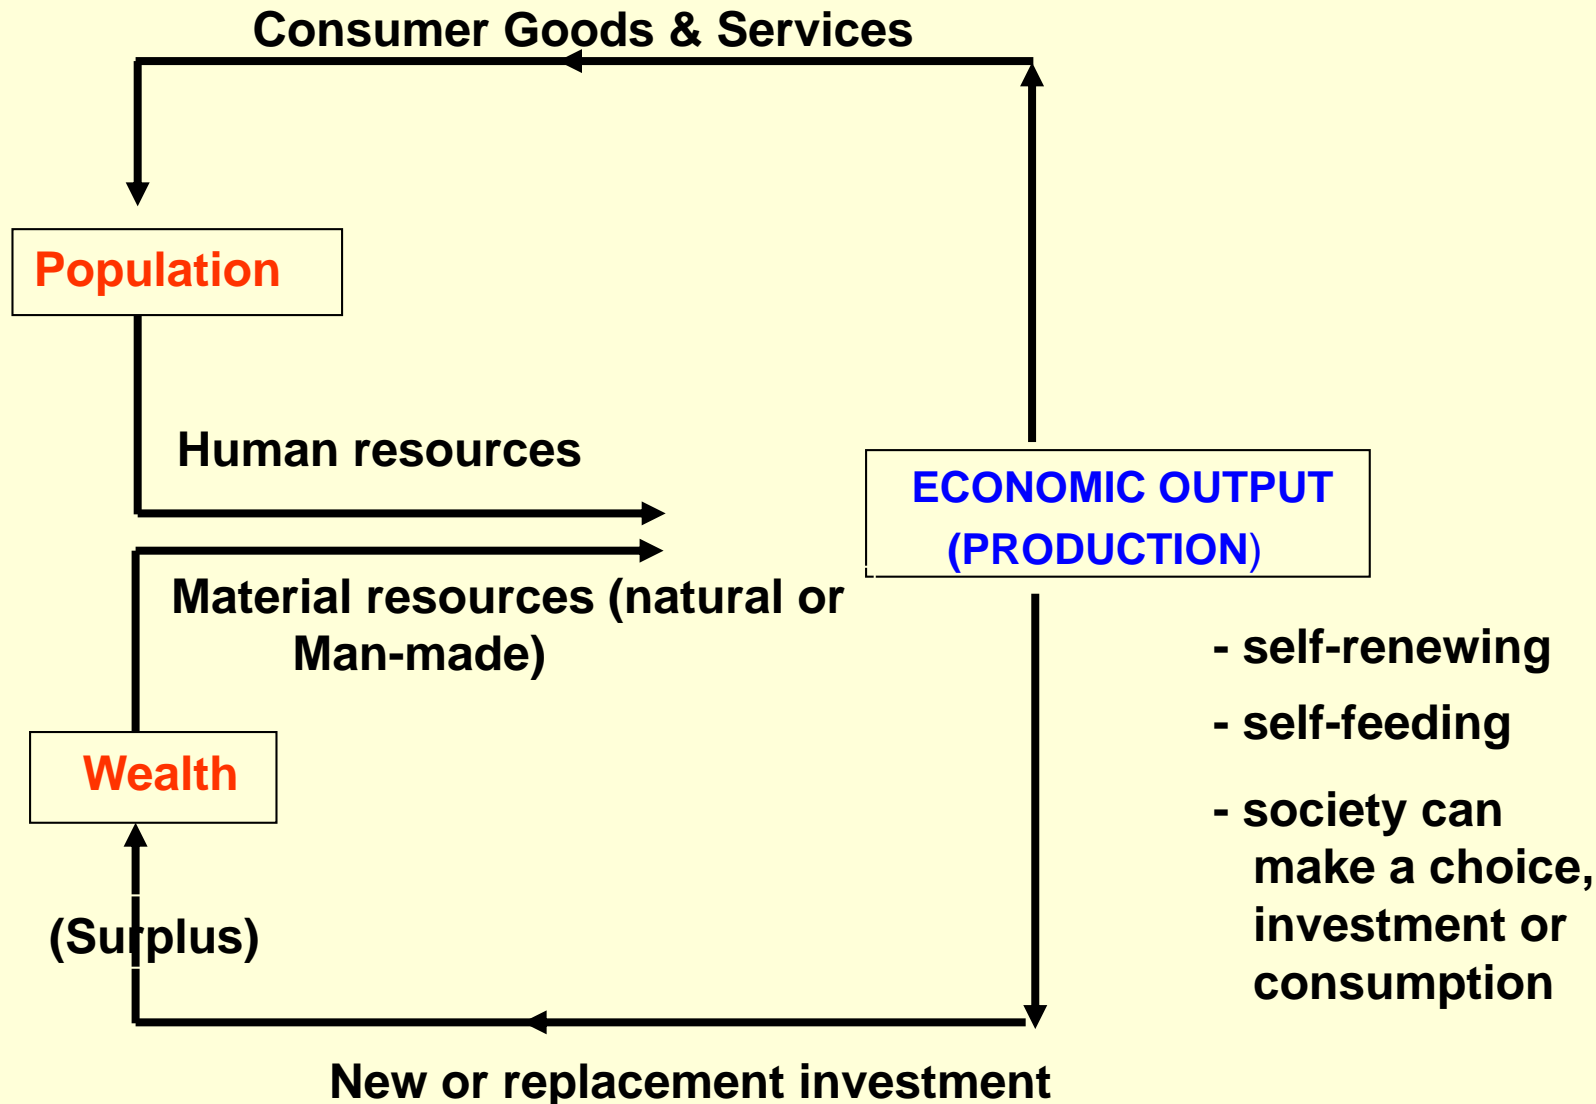 Consumer Goods & Services
Population
Human resources
ECONOMIC OUTPUT
(PRODUCTION)
Material resources (natural or
Man-made)
- self-renewing
- self-feeding
Wealth
- society can
make a choice,
investment or
consumption
(Surplus)
New or replacement investment